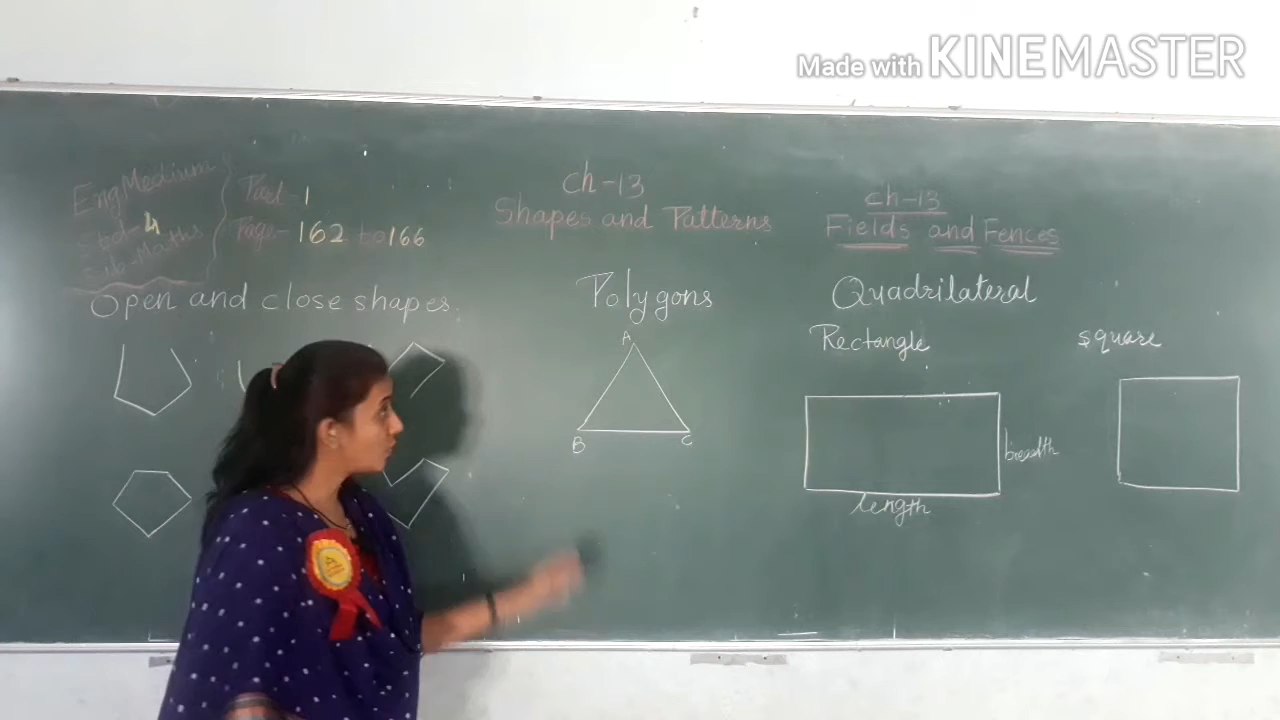 Made with KINEMASTER
Eng Medium
Std-4
Sub-Maths
Part-1
Page-162 to 166
Ch-13
Shapes and Patterns
Ch-13
Fields and Fences
Open and close shapes.
Polygons
A
B
C
Quadrilateral
Rectangle
breadth
length
square